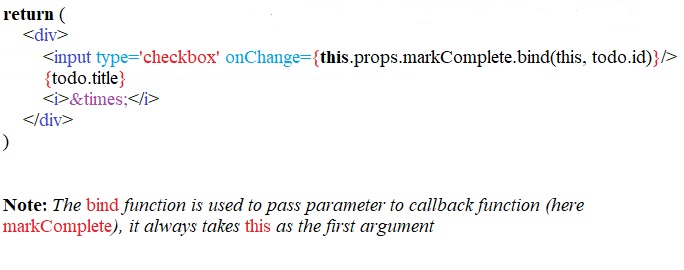 return (
<div>
<input type='checkbox' onChange={this.props.markComplete.bind(this, todo.id)}/>
{todo.title}
<i>&times;</i>
</div>
)
Note: The bind function is used to pass parameter to callback function (here
markComplete), it always takes this as the first argument